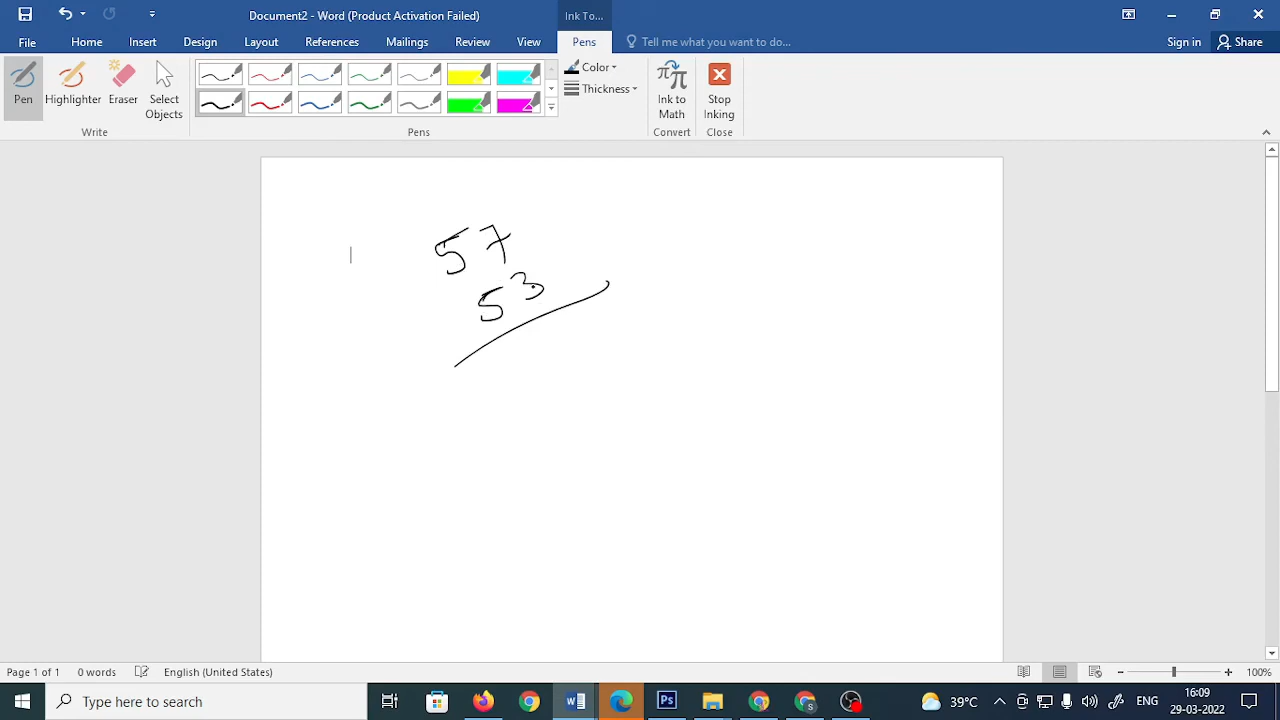 Document2 - Word (Product Activation Failed)
Ink To...
File
Home
Insert
Design
Layout
References
Mailings
Review
View
Pens
Tell me what you want to do...
Sign in
Share
Pen
Highlighter
Eraser
Select Objects
Color
Thickness
Ink to Math
Stop Inking
Write
Pens
Convert
Close
57
53
Page 1 of 1
0 words
English (United States)
100%
Type here to search
39°C
ENG
16:09
29-03-2022